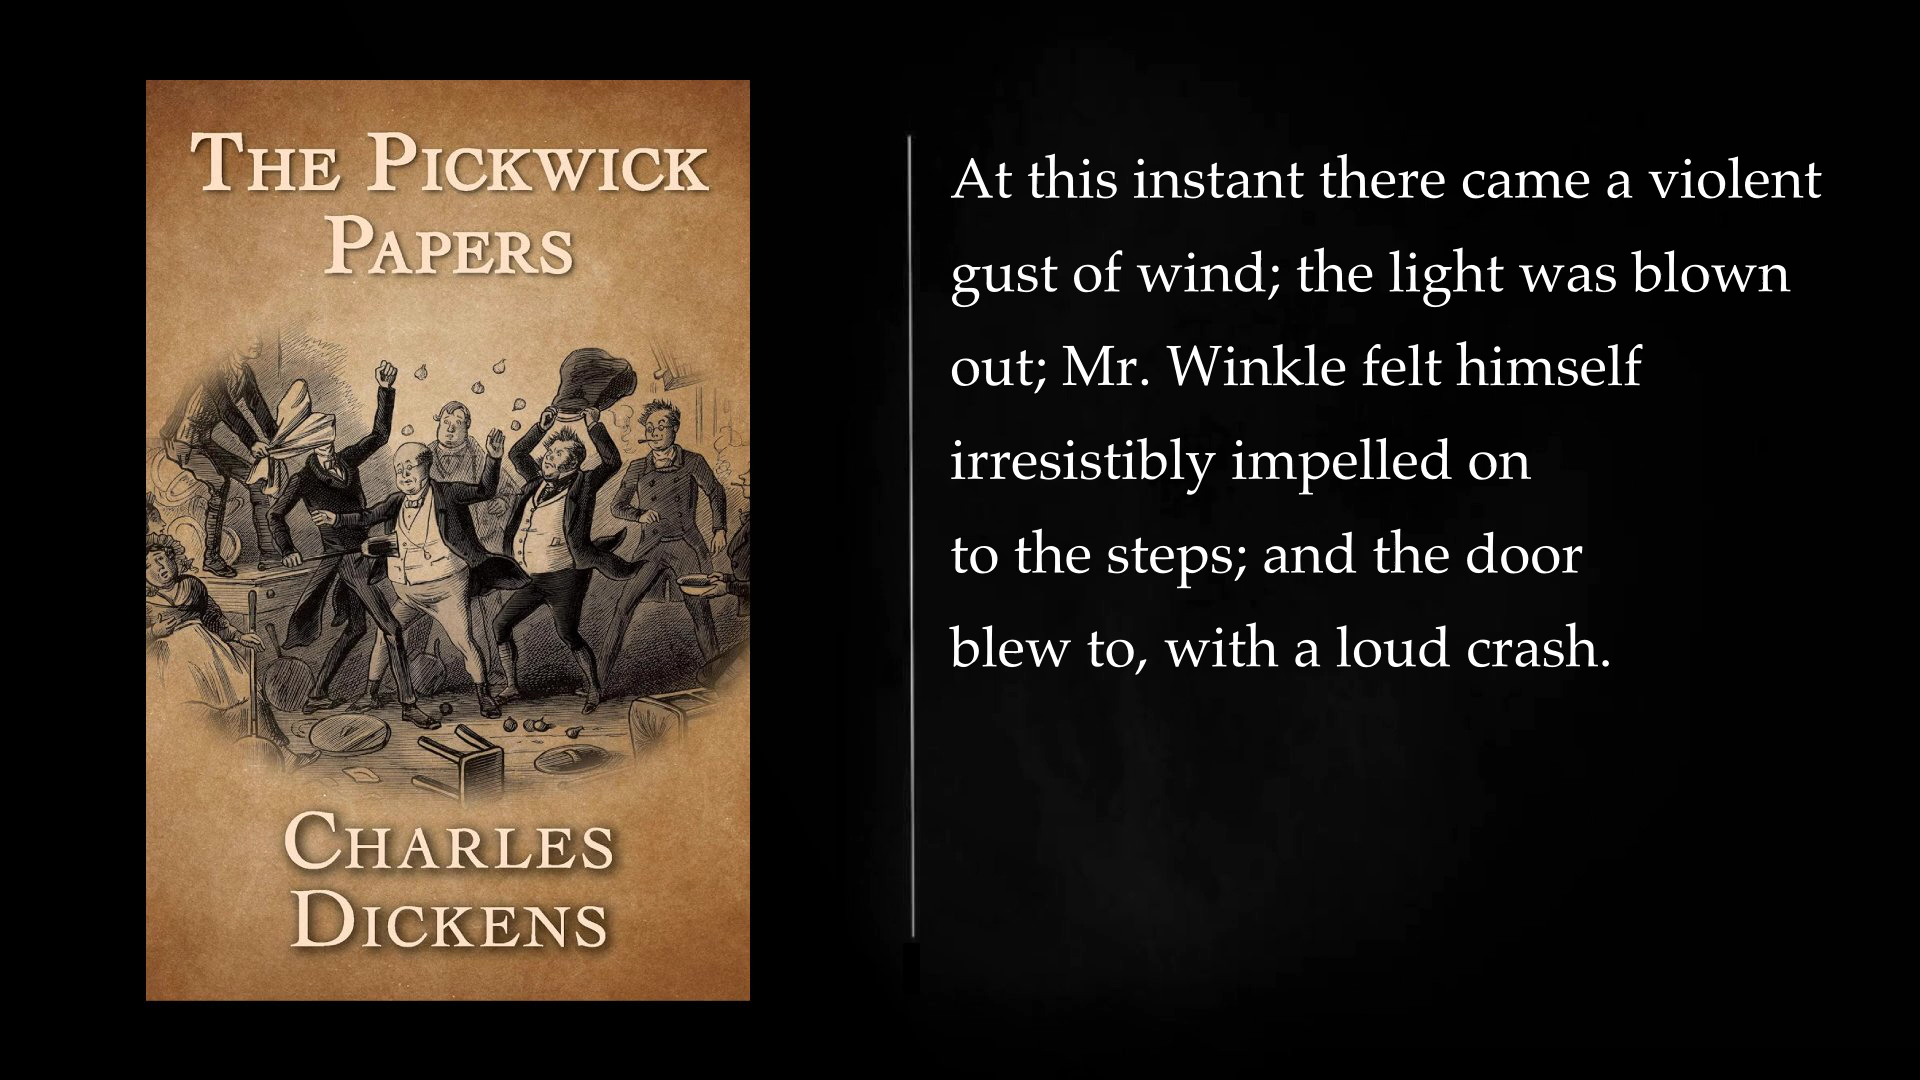 The Pickwick
Papers
Charles
Dickens
At this instant there came a violent
gust of wind; the light was blown
out; Mr. Winkle felt himself
irresistibly impelled on
to the steps; and the door
blew to, with a loud crash.